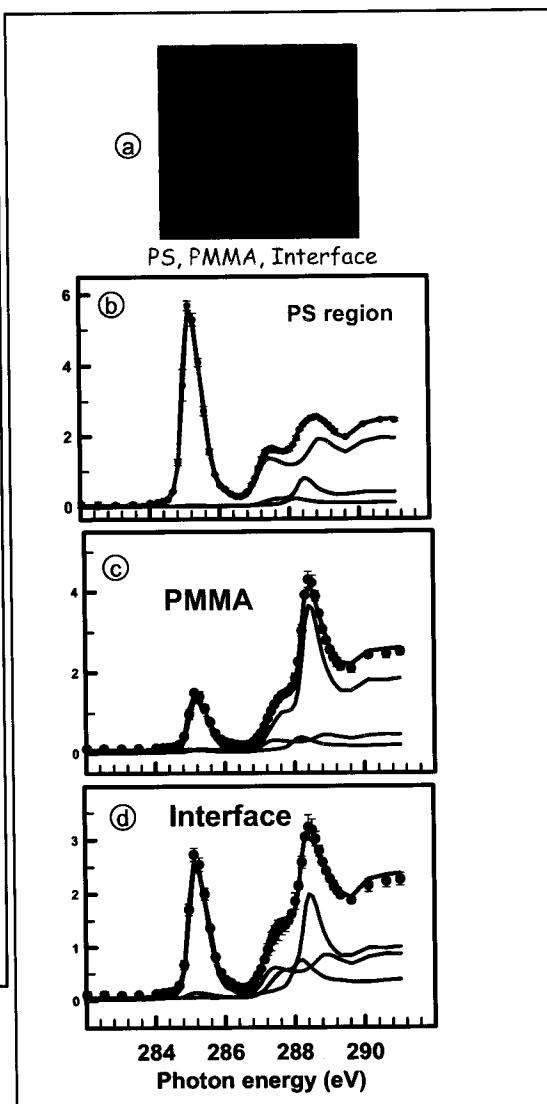 a
PS, PMMA, Interface
b
PS region
6
4
2
0
c
PMMA
4
2
0
d
Interface
3
2
1
0
284 286 288 290
Photon energy (eV)